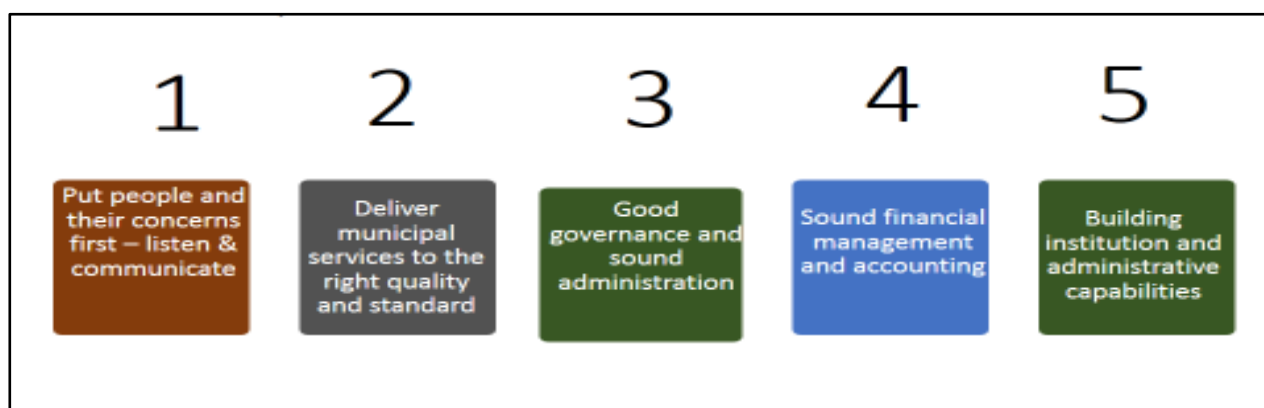 1
Put people and
their concerns
first – listen &
communicate
2
Deliver
municipal
services to the
right quality
and standard
3
Good
governance and
sound
administration
4
Sound financial
management
and accounting
5
Building
institution and
administrative
capabilities